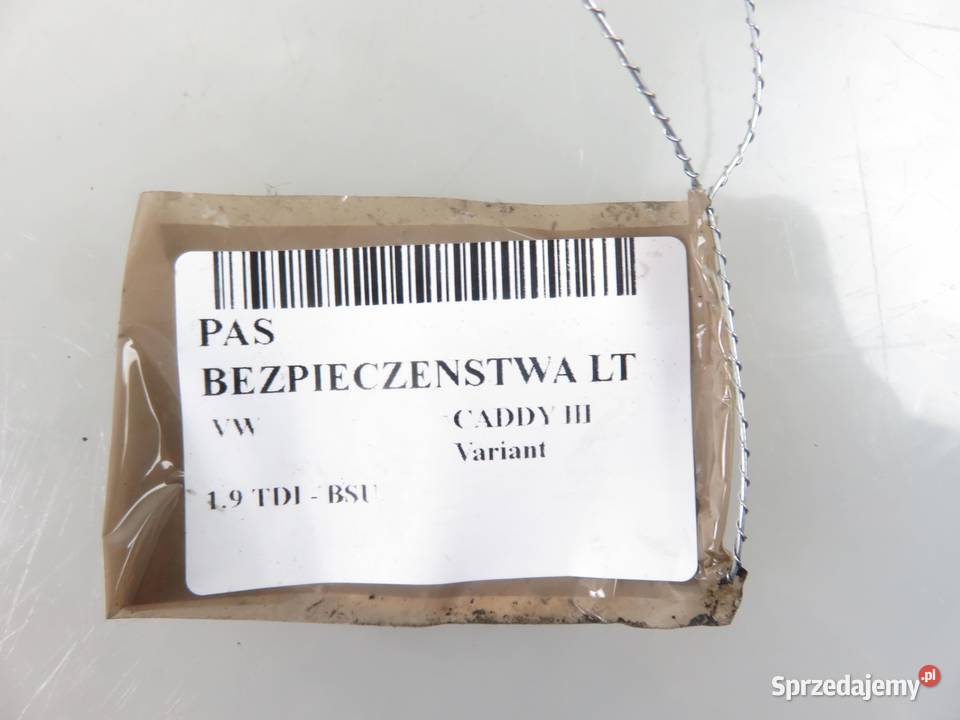 PAS
BEZPIECZENSTWA LT
VW CADDY III
Variant
1.9 TDI - BSU
Sprzedajemy.pl